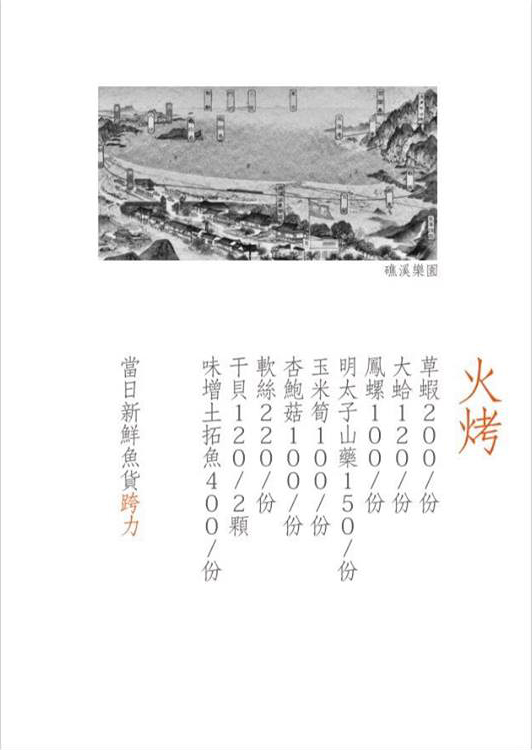 礁溪樂園
火烤
草蝦200/份
大蛤120/份
鳳螺100/份
明太子山藥150/份
玉米筍100/份
杏鮑菇100/份
軟絲220/份
干貝120/2顆
味增土拓魚400/份
當日新鮮魚貨跨力